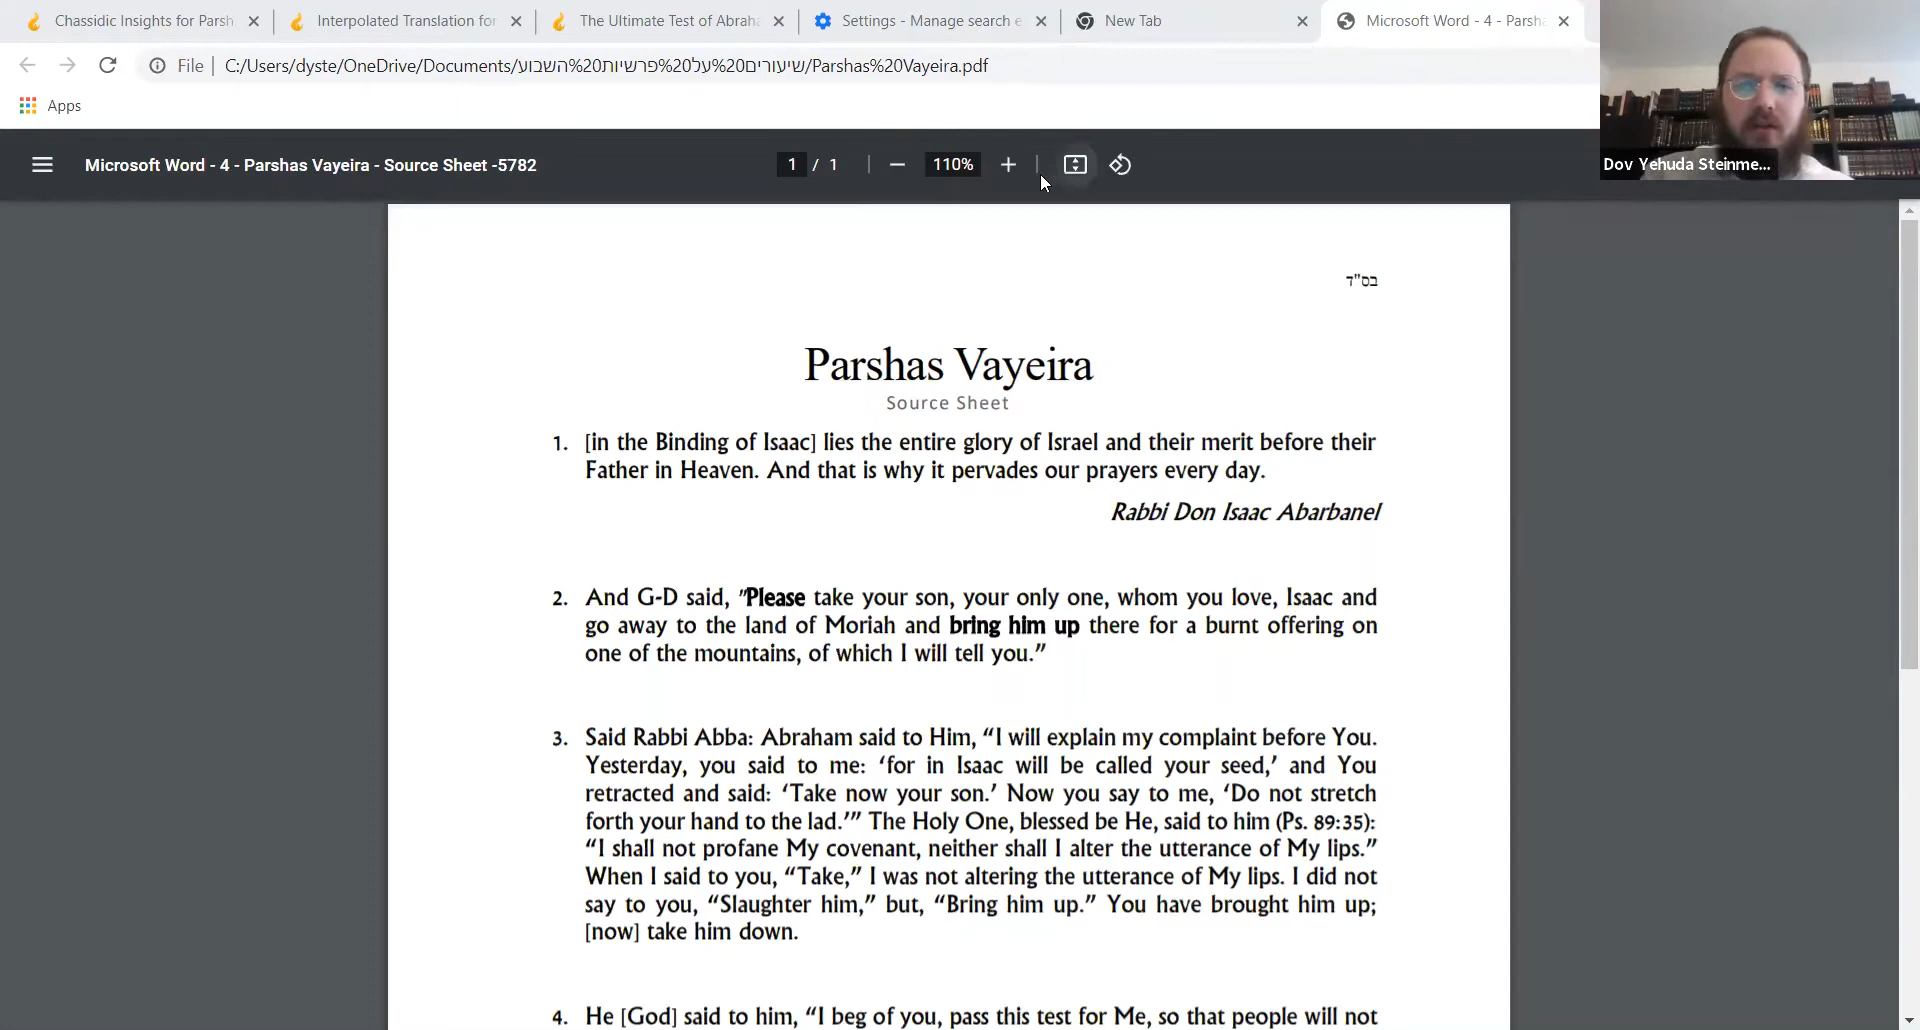 Chassidic Insights for Parsh
Interpolated Translation for
The Ultimate Test of Abraha
Settings - Manage search e
New Tab
Microsoft Word - 4 - Parsha
File
C:/Users/dyste/OneDrive/Documents/שיעורים%20על%20פרשיות%20השבוע/Parshas%20Vayeira.pdf
Apps
Microsoft Word - 4 - Parshas Vayeira - Source Sheet -5782
1 / 1
110%
Dov Yehuda Steinme...
בס"ד
Parshas Vayeira
Source Sheet
1. [in the Binding of Isaac] lies the entire glory of Israel and their merit before their
Father in Heaven. And that is why it pervades our prayers every day.
Rabbi Don Isaac Abarbanel
2. And G-D said, "Please take your son, your only one, whom you love, Isaac and
go away to the land of Moriah and bring him up there for a burnt offering on
one of the mountains, of which I will tell you.”
3. Said Rabbi Abba: Abraham said to Him, “I will explain my complaint before You.
Yesterday, you said to me: ‘for in Isaac will be called your seed,’ and You
retracted and said: ‘Take now your son.’ Now you say to me, ‘Do not stretch
forth your hand to the lad.’” The Holy One, blessed be He, said to him (Ps. 89:35):
“I shall not profane My covenant, neither shall I alter the utterance of My lips.”
When I said to you, “Take,” I was not altering the utterance of My lips. I did not
say to you, “Slaughter him,” but, “Bring him up.” You have brought him up;
[now] take him down.
4. He [God] said to him, “I beg of you, pass this test for Me, so that people will not